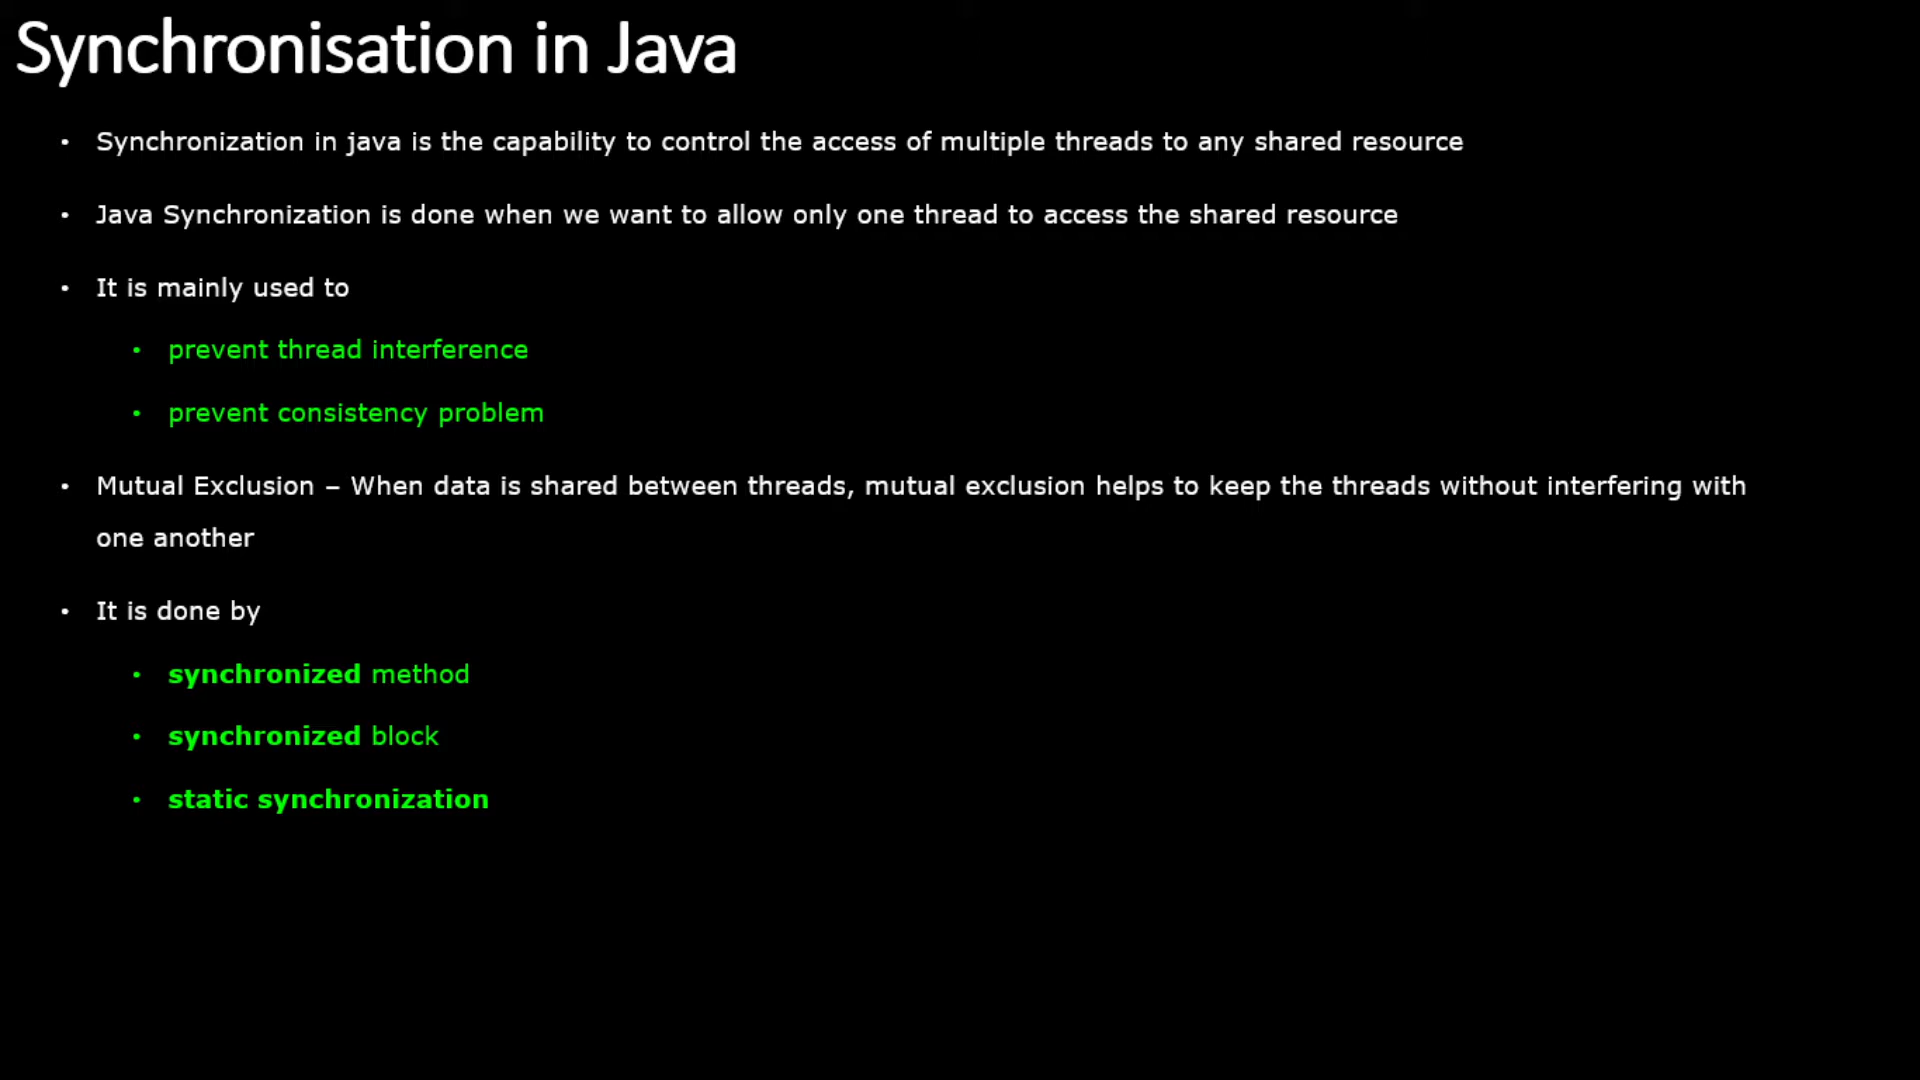 Synchronisation in Java
• Synchronization in java is the capability to control the access of multiple threads to any shared resource
• Java Synchronization is done when we want to allow only one thread to access the shared resource
• It is mainly used to
• prevent thread interference
• prevent consistency problem
• Mutual Exclusion – When data is shared between threads, mutual exclusion helps to keep the threads without interfering with
one another
• It is done by
• synchronized method
• synchronized block
• static synchronization